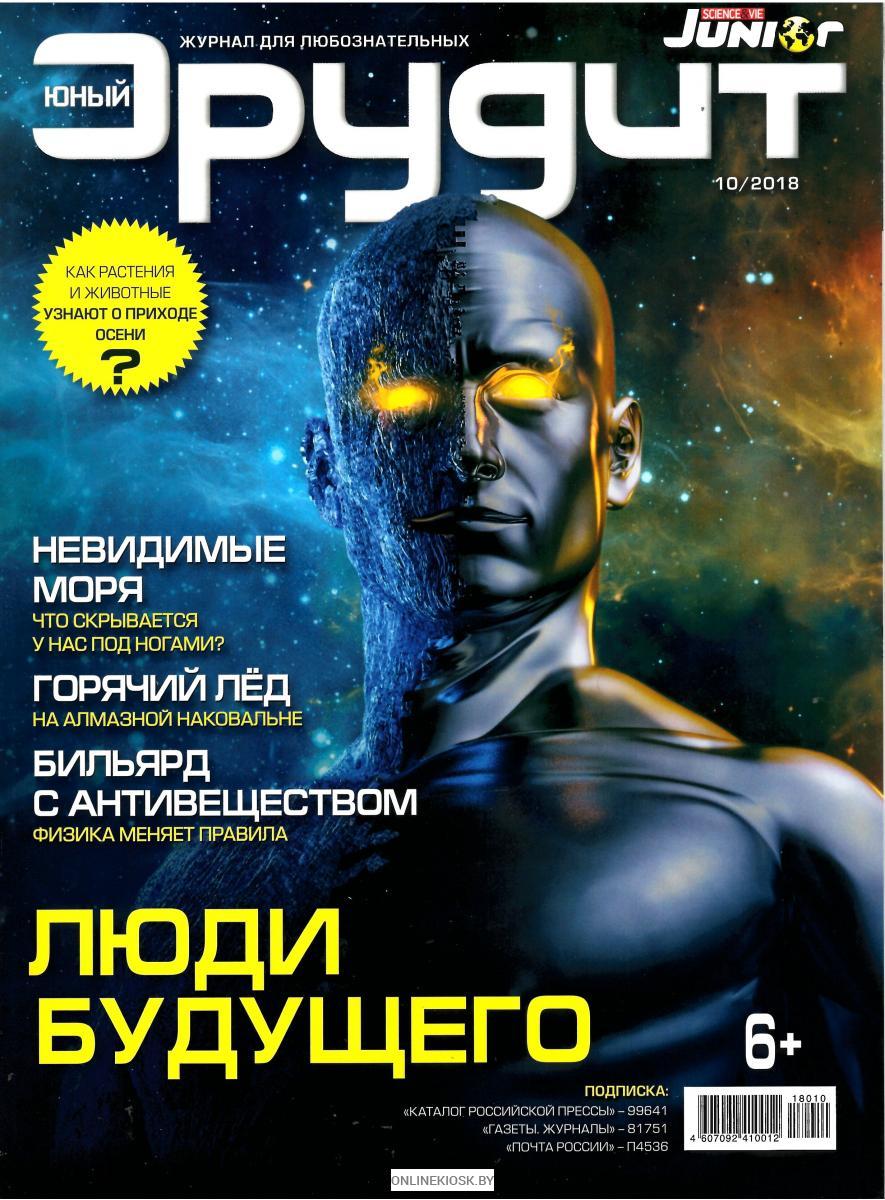 ЖУРНАЛ ДЛЯ ЛЮБОЗНАТЕЛЬНЫХ
SCIENCE&VIE
JUNIOR
ЮНЫЙ
Эрудит
10/2018
КАК РАСТЕНИЯ
И ЖИВОТНЫЕ
УЗНАЮТ О ПРИХОДЕ
ОСЕНИ
?
НЕВИДИМЫЕ
МОРЯ
ЧТО СКРЫВАЕТСЯ
У НАС ПОД НОГАМИ?
ГОРЯЧИЙ ЛЁД
НА АЛМАЗНОЙ НАКОВАЛЬНЕ
БИЛЬЯРД
С АНТИВЕЩЕСТВОМ
ФИЗИКА МЕНЯЕТ ПРАВИЛА
ЛЮДИ
БУДУЩЕГО
6+
ПОДПИСКА:
«КАТАЛОГ РОССИЙСКОЙ ПРЕССЫ» – 99641
«ГАЗЕТЫ. ЖУРНАЛЫ» – 81751
«ПОЧТА РОССИИ» – П4536
18010
4 607092 410012
ONLINEKIOSK.BY